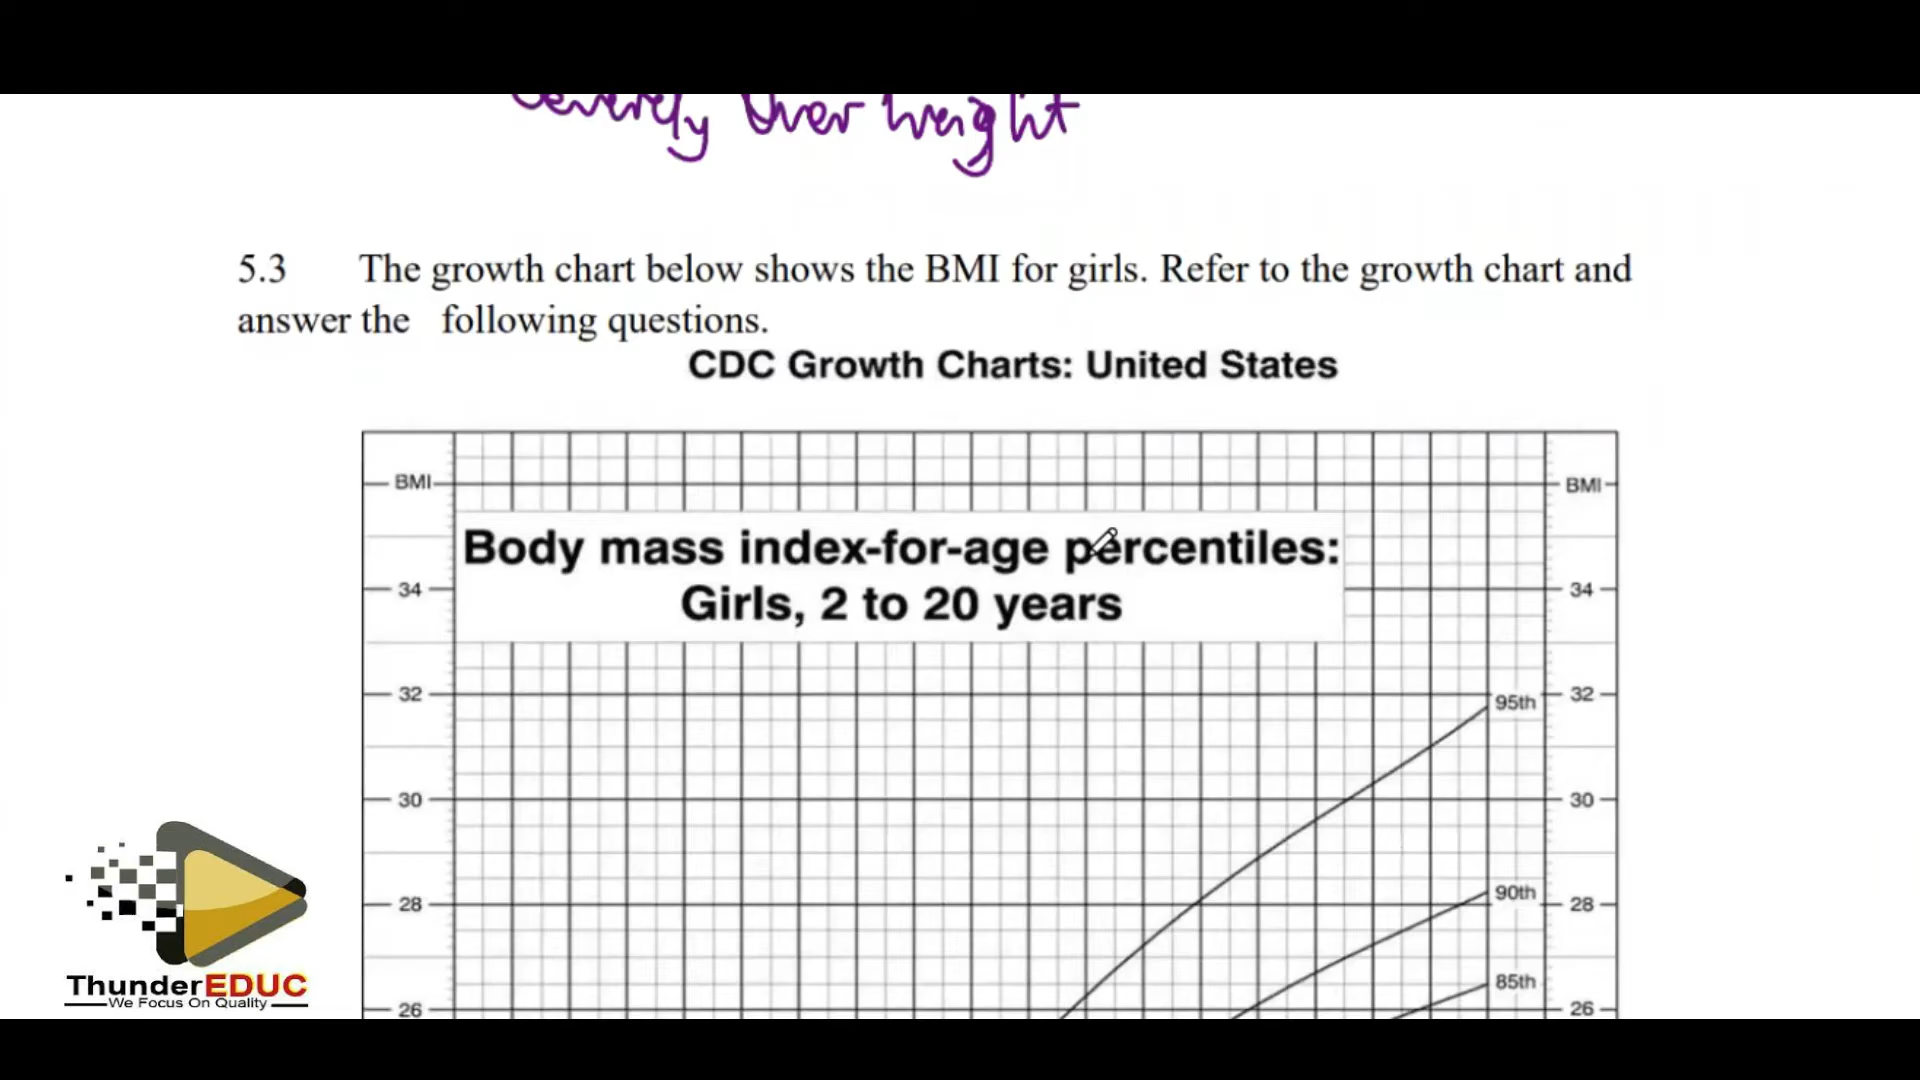 Severely Over weight
5.3 The growth chart below shows the BMI for girls. Refer to the growth chart and
answer the following questions.
CDC Growth Charts: United States
BMI BMI
Body mass index-for-age percentiles:
Girls, 2 to 20 years
34 34
32 95th 32
30 30
28 90th 28
85th
26 26
ThunderEDUC
We Focus On Quality